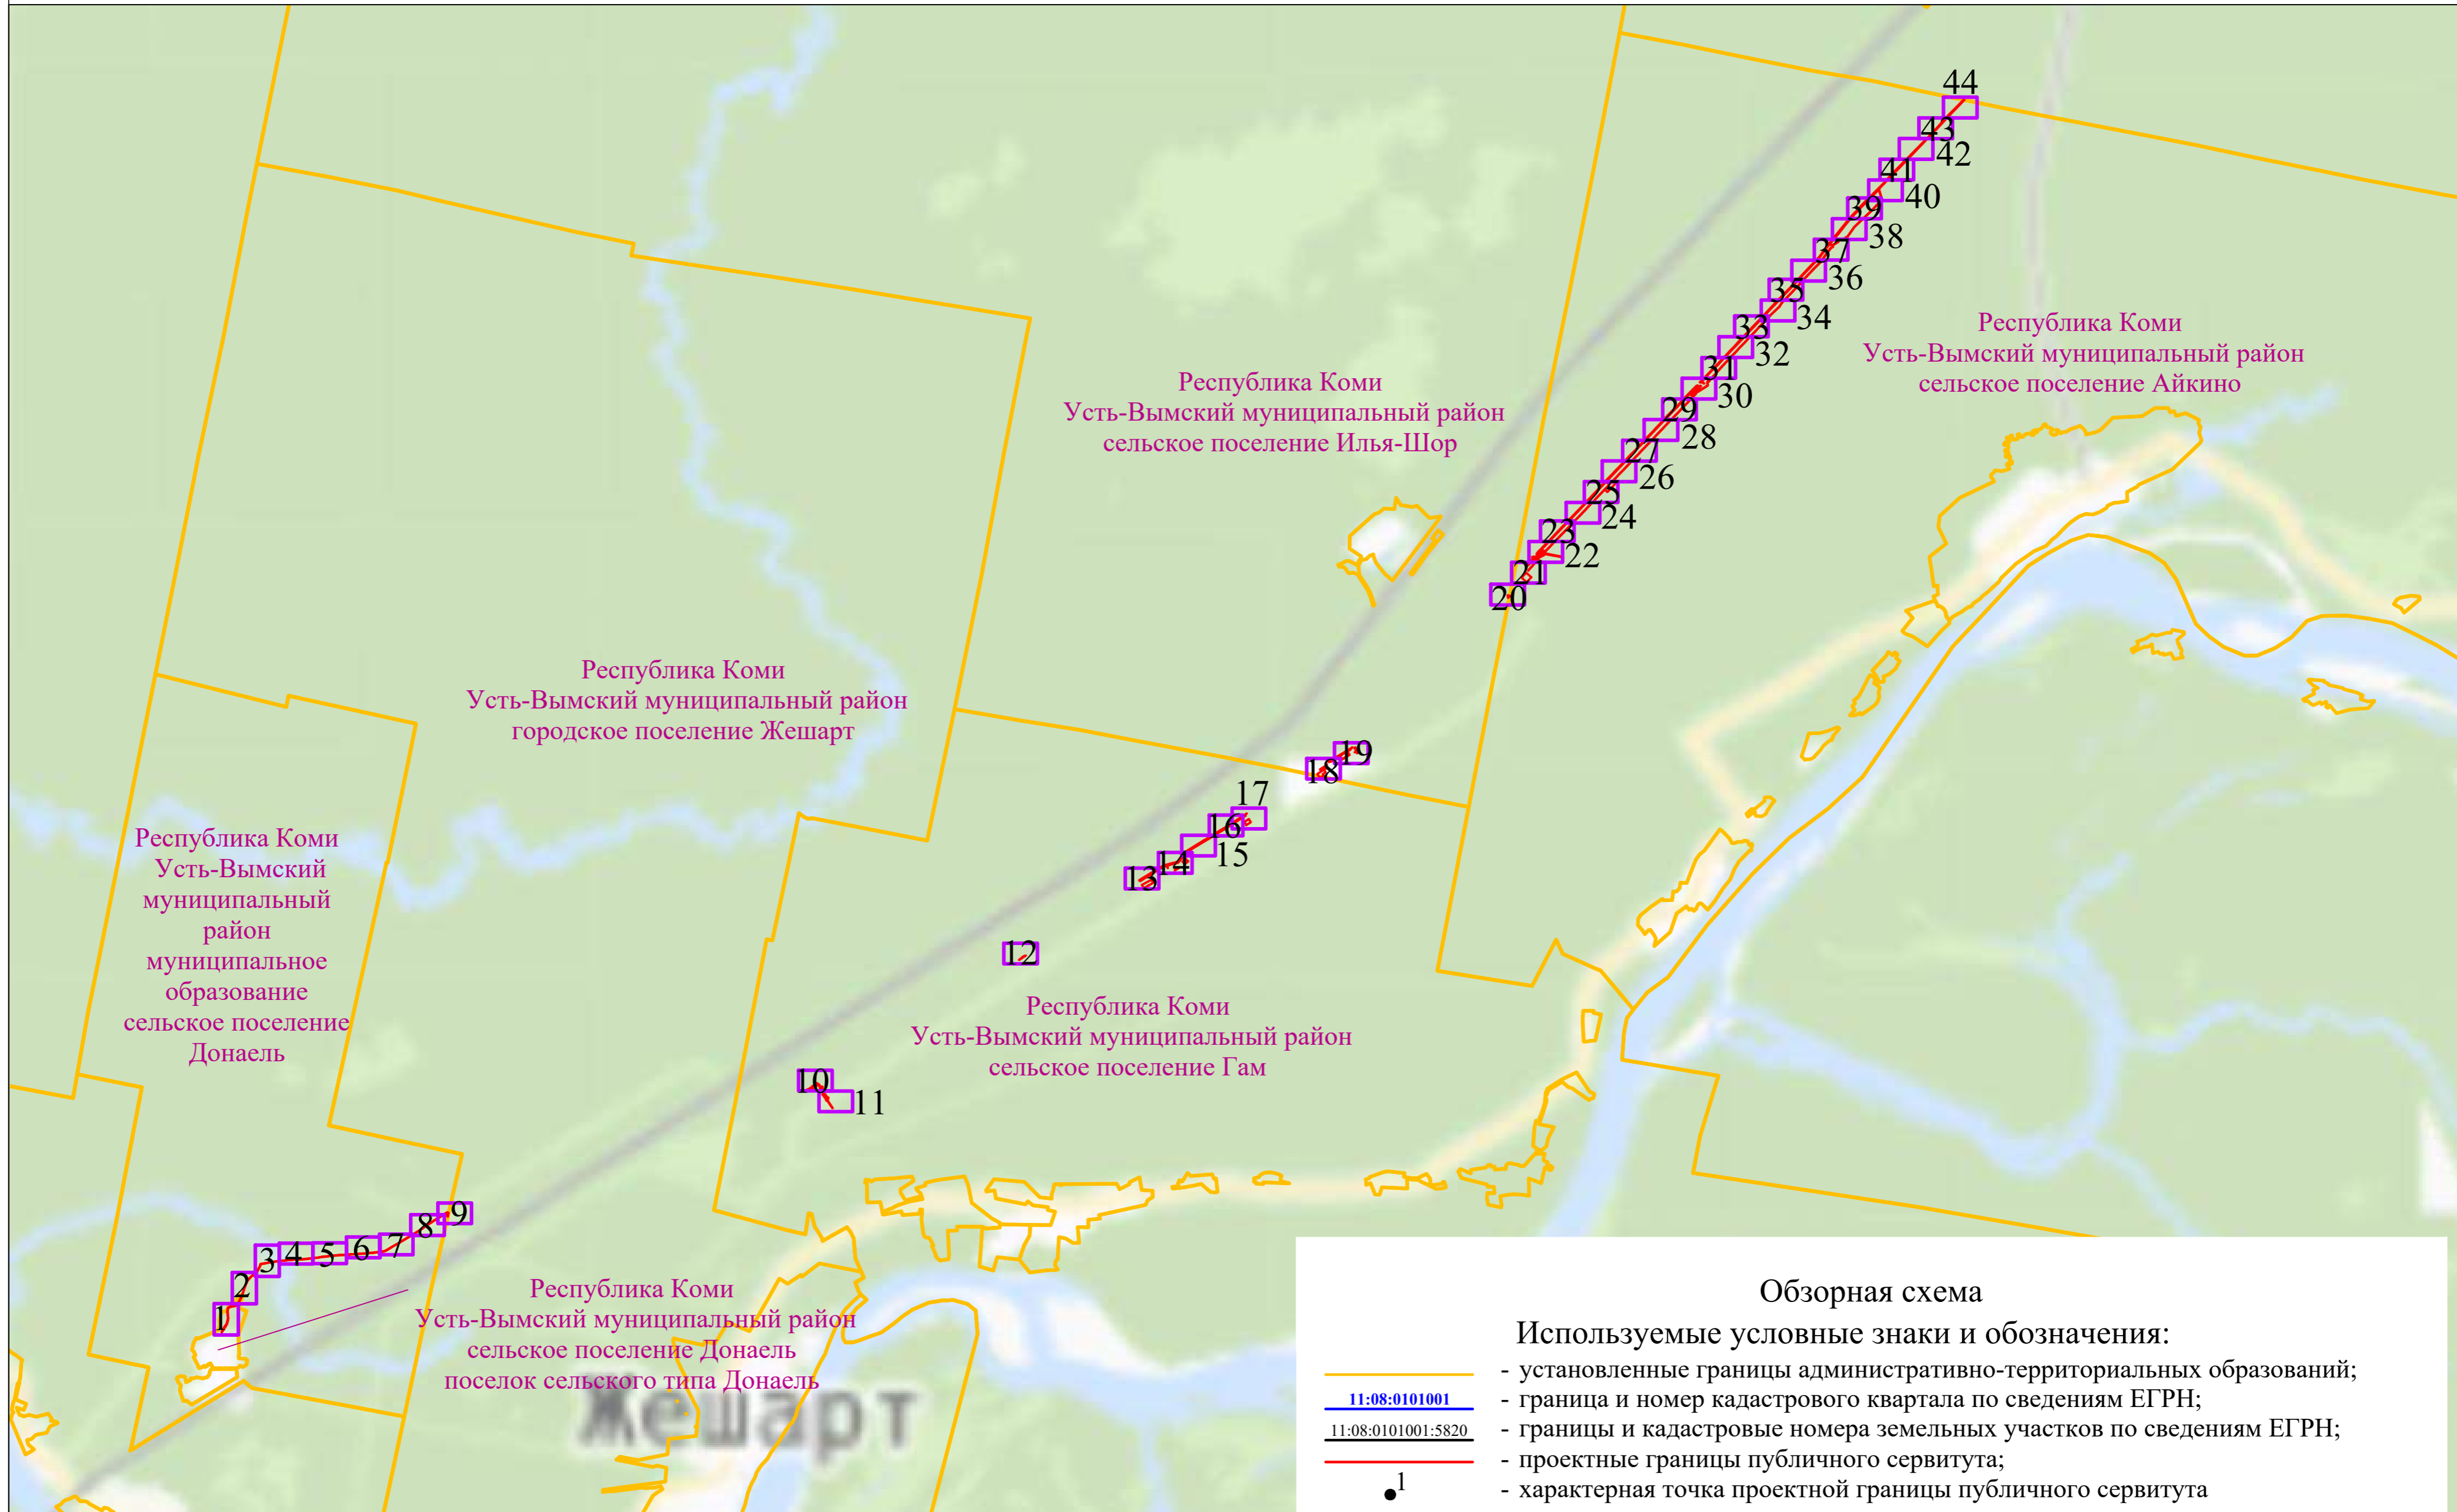 44
43
42
41
40
39
38
37
36
35
34
33
32
31
30
29
28
27
26
25
24
23
22
21
20
Республика Коми
Усть-Вымский муниципальный район
сельское поселение Айкино
Республика Коми
Усть-Вымский муниципальный район
сельское поселение Илья-Шор
Республика Коми
Усть-Вымский муниципальный район
городское поселение Жешарт
19
18
17
16
15
14
13
12
Республика Коми
Усть-Вымский
муниципальный
район
муниципальное
образование
сельское поселение
Донаель
Республика Коми
Усть-Вымский муниципальный район
сельское поселение Гам
10
11
9
8
7
6
5
4
3
2
1
Республика Коми
Усть-Вымский муниципальный район
сельское поселение Донаель
поселок сельского типа Донаель
Жешарт
Обзорная схема
Используемые условные знаки и обозначения:
- установленные границы административно-территориальных образований;
11:08:0101001 - граница и номер кадастрового квартала по сведениям ЕГРН;
11:08:0101001:5820 - границы и кадастровые номера земельных участков по сведениям ЕГРН;
- проектные границы публичного сервитута;
1 - характерная точка проектной границы публичного сервитута